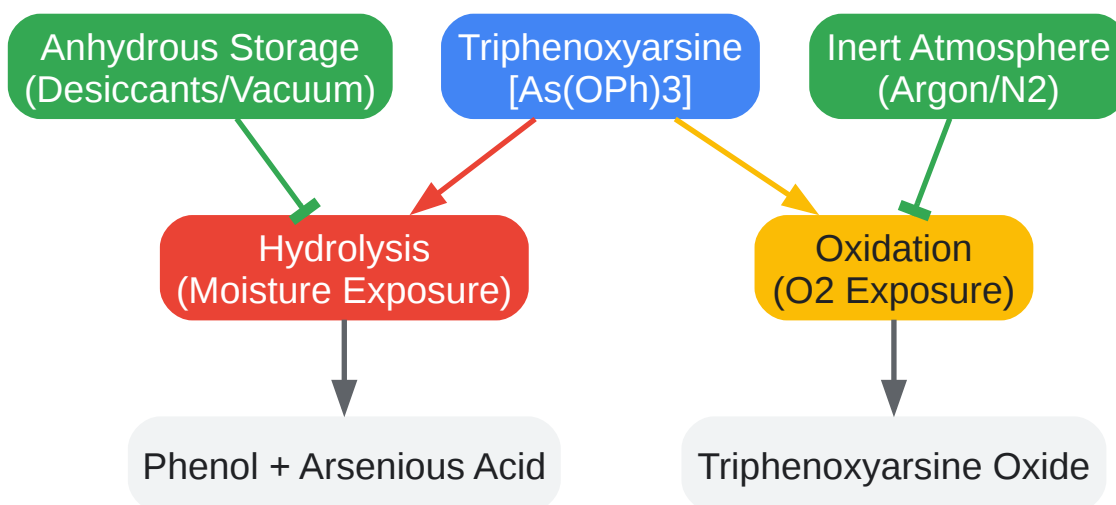 Anhydrous Storage
(Desiccants/Vacuum)
Triphenoxyarsine
[As(OPh)3]
Inert Atmosphere
(Argon/N2)
Hydrolysis
(Moisture Exposure)
Oxidation
(O2 Exposure)
Phenol + Arsenious Acid
Triphenoxyarsine Oxide